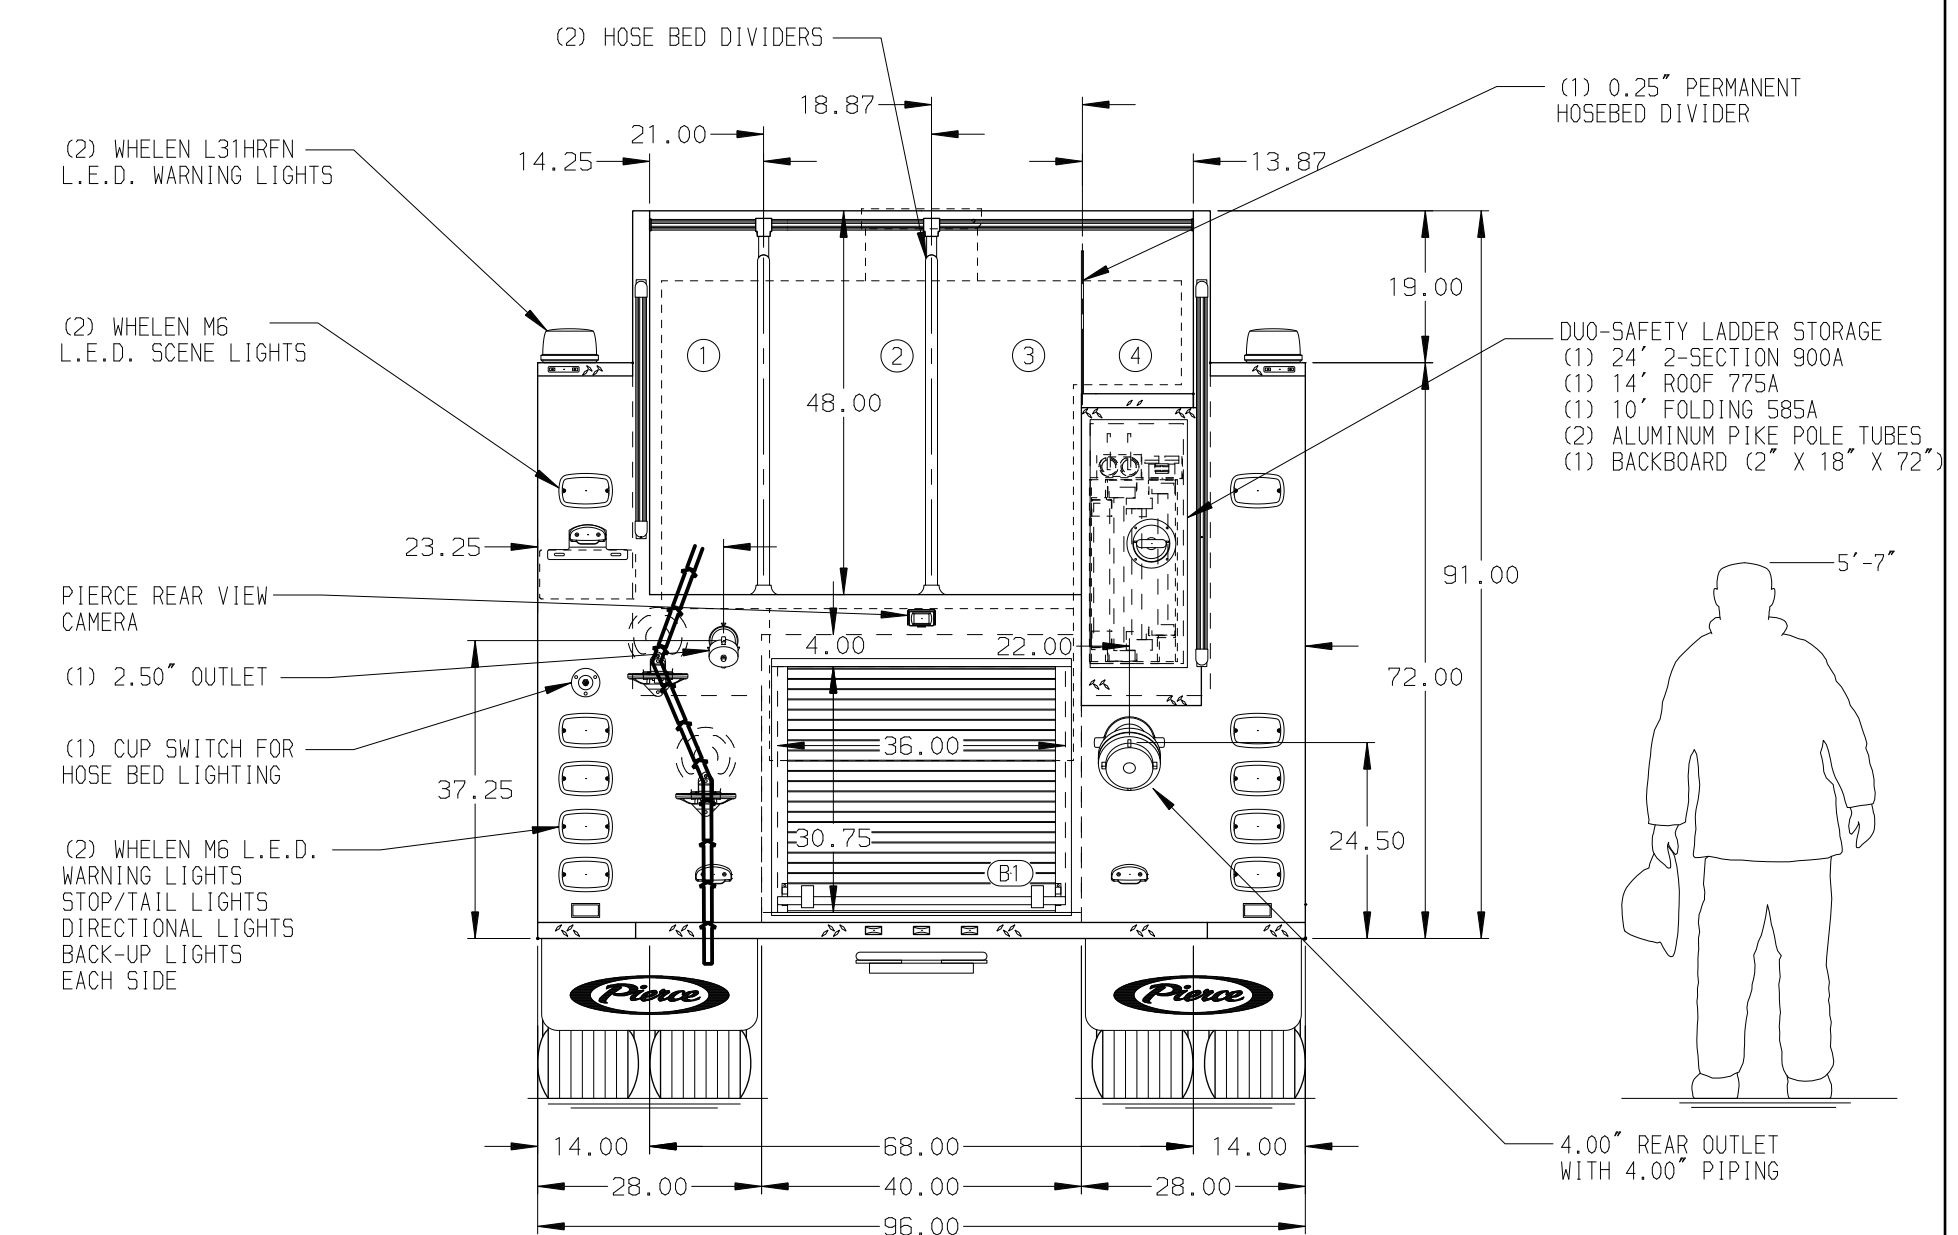 (2) HOSE BED DIVIDERS
18.87
21.00
14.25
13.87
(1) 0.25" PERMANENT
HOSEBED DIVIDER
(2) WHELEN L31HRFN
L.E.D. WARNING LIGHTS
19.00
(2) WHELEN M6
L.E.D. SCENE LIGHTS
1
2
3
4
48.00
DUO-SAFETY LADDER STORAGE
(1) 24' 2-SECTION 900A
(1) 14' ROOF 775A
(1) 10' FOLDING 585A
(2) ALUMINUM PIKE POLE TUBES
(1) BACKBOARD (2" X 18" X 72")
23.25
91.00
5'-7"
PIERCE REAR VIEW
CAMERA
4.00
22.00
(1) 2.50" OUTLET
72.00
(1) CUP SWITCH FOR
HOSE BED LIGHTING
36.00
37.25
30.75
24.50
B1
(2) WHELEN M6 L.E.D.
WARNING LIGHTS
STOP/TAIL LIGHTS
DIRECTIONAL LIGHTS
BACK-UP LIGHTS
EACH SIDE
Pierce
Pierce
14.00
68.00
14.00
4.00" REAR OUTLET
WITH 4.00" PIPING
28.00
40.00
28.00
96.00